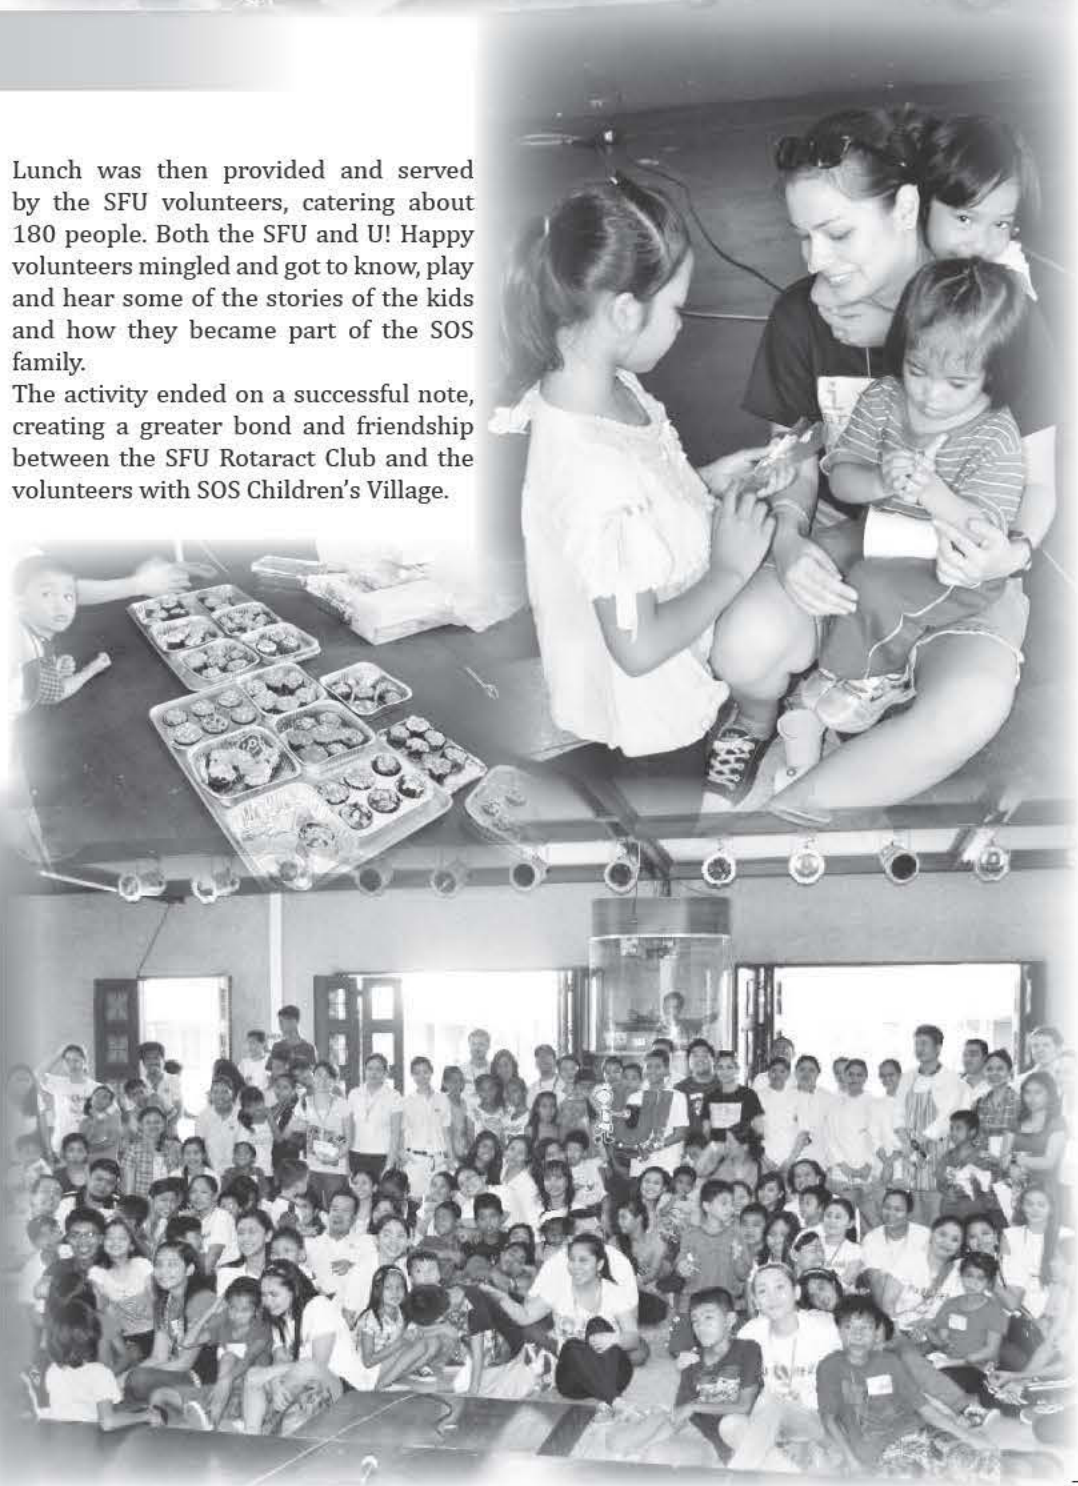 Lunch was then provided and served
by the SFU volunteers, catering about
180 people. Both the SFU and U! Happy
volunteers mingled and got to know, play
and hear some of the stories of the kids
and how they became part of the SOS
family.
The activity ended on a successful note,
creating a greater bond and friendship
between the SFU Rotaract Club and the
volunteers with SOS Children’s Village.